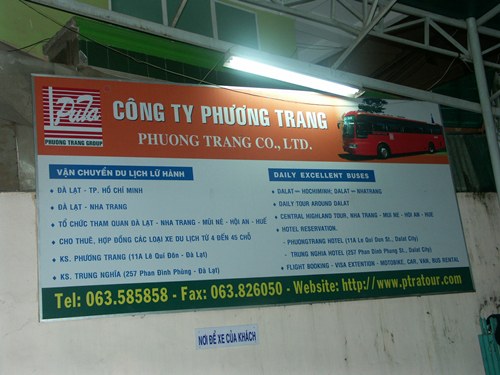 PuTa
PHUONG TRANG GROUP
CÔNG TY PHƯƠNG TRANG
PHUONG TRANG CO., LTD.
VẬN CHUYỂN DU LỊCH LỮ HÀNH
• ĐÀ LẠT - TP. HỒ CHÍ MINH
• ĐÀ LẠT - NHA TRANG
• TỔ CHỨC THAM QUAN ĐÀ LẠT - NHA TRANG - MŨI NÉ - HỘI AN - HUẾ
• CHO THUÊ, HỢP ĐỒNG CÁC LOẠI XE DU LỊCH TỪ 4 ĐẾN 45 CHỖ
• KS. PHƯƠNG TRANG (11A Lê Quí Đôn - Đà Lạt)
• KS. TRUNG NGHĨA (257 Phan Đình Phùng - Đà Lạt)
DAILY EXCELLENT BUSES
• DALAT – HOCHIMINH, DALAT – NHATRANG
• DAILY TOUR AROUND DALAT
• CENTRAL HIGHLAND TOUR, NHA TRANG - MUI NE - HOI AN - HUE
• HOTEL RESERVATION.
- PHUONGTRANG HOTEL (11A Le Qui Don St., Dalat City)
- TRUNG NGHIA HOTEL (257 Phan Dinh Phung St., Dalat City)
• FLIGHT BOOKING - VISA EXTENTION - MOTOBIKE, CAR, VAN, BUS RENTAL
Tel: 063.585858 - Fax: 063.826050 - Website: http://www.ptratour.com
NƠI ĐỂ XE CỦA KHÁCH